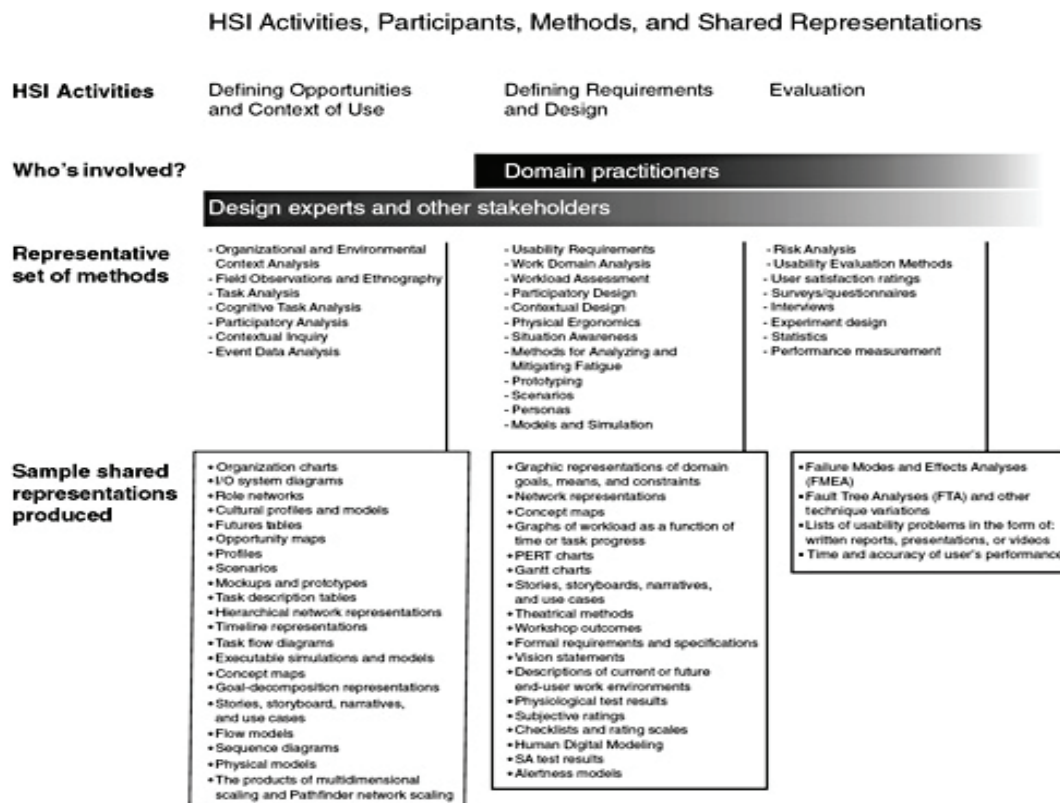 HSI Activities, Participants, Methods, and Shared Representations
HSI Activities
Defining Opportunities
and Context of Use
Defining Requirements
and Design
Evaluation
Who's involved?
Domain practitioners
Design experts and other stakeholders
Representative
set of methods
- Organizational and Environmental
Context Analysis
- Field Observations and Ethnography
- Task Analysis
- Cognitive Task Analysis
- Participatory Analysis
- Contextual Inquiry
- Event Data Analysis
- Usability Requirements
- Work Domain Analysis
- Workload Assessment
- Participatory Design
- Contextual Design
- Physical Ergonomics
- Situation Awareness
- Methods for Analyzing and
Mitigating Fatigue
- Prototyping
- Scenarios
- Personas
- Models and Simulation
- Risk Analysis
- Usability Evaluation Methods
- User satisfaction ratings
- Surveys/questionnaires
- Interviews
- Experiment design
- Statistics
- Performance measurement
Sample shared
representations
produced
• Organization charts
• I/O system diagrams
• Role networks
• Cultural profiles and models
• Futures tables
• Opportunity maps
• Profiles
• Scenarios
• Mockups and prototypes
• Task description tables
• Hierarchical network representations
• Timeline representations
• Task flow diagrams
• Executable simulations and models
• Concept maps
• Goal-decomposition representations
• Stories, storyboard, narratives,
and use cases
• Flow models
• Sequence diagrams
• Physical models
• The products of multidimensional
scaling and Pathfinder network scaling
• Graphic representations of domain
goals, means, and constraints
• Network representations
• Concept maps
• Graphs of workload as a function of
time or task progress
• PERT charts
• Gantt charts
• Stories, storyboards, narratives,
and use cases
• Theatrical methods
• Workshop outcomes
• Formal requirements and specifications
• Vision statements
• Descriptions of current or future
end-user work environments
• Physiological test results
• Subjective ratings
• Checklists and rating scales
• Human Digital Modeling
• SA test results
• Alertness models
• Failure Modes and Effects Analyses
(FMEA)
• Fault Tree Analyses (FTA) and other
technique variations
• Lists of usability problems in the form of:
written reports, presentations, or videos
• Time and accuracy of user's performance